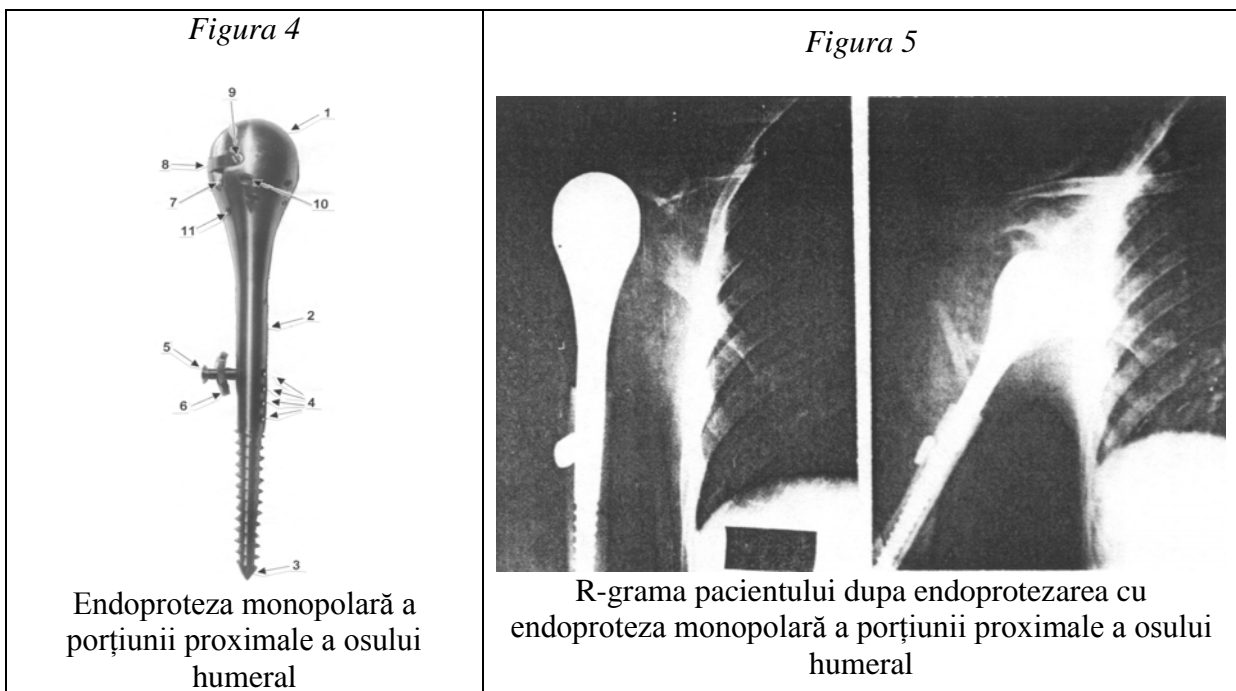 Figura 4
9
1
8
7
10
11
2
5
6
4
3
Endoproteza monopolară a
porțiunii proximale a osului
humeral
Figura 5
R-grama pacientului dupa endoprotezarea cu
endoproteza monopolară a porțiunii proximale a osului
humeral